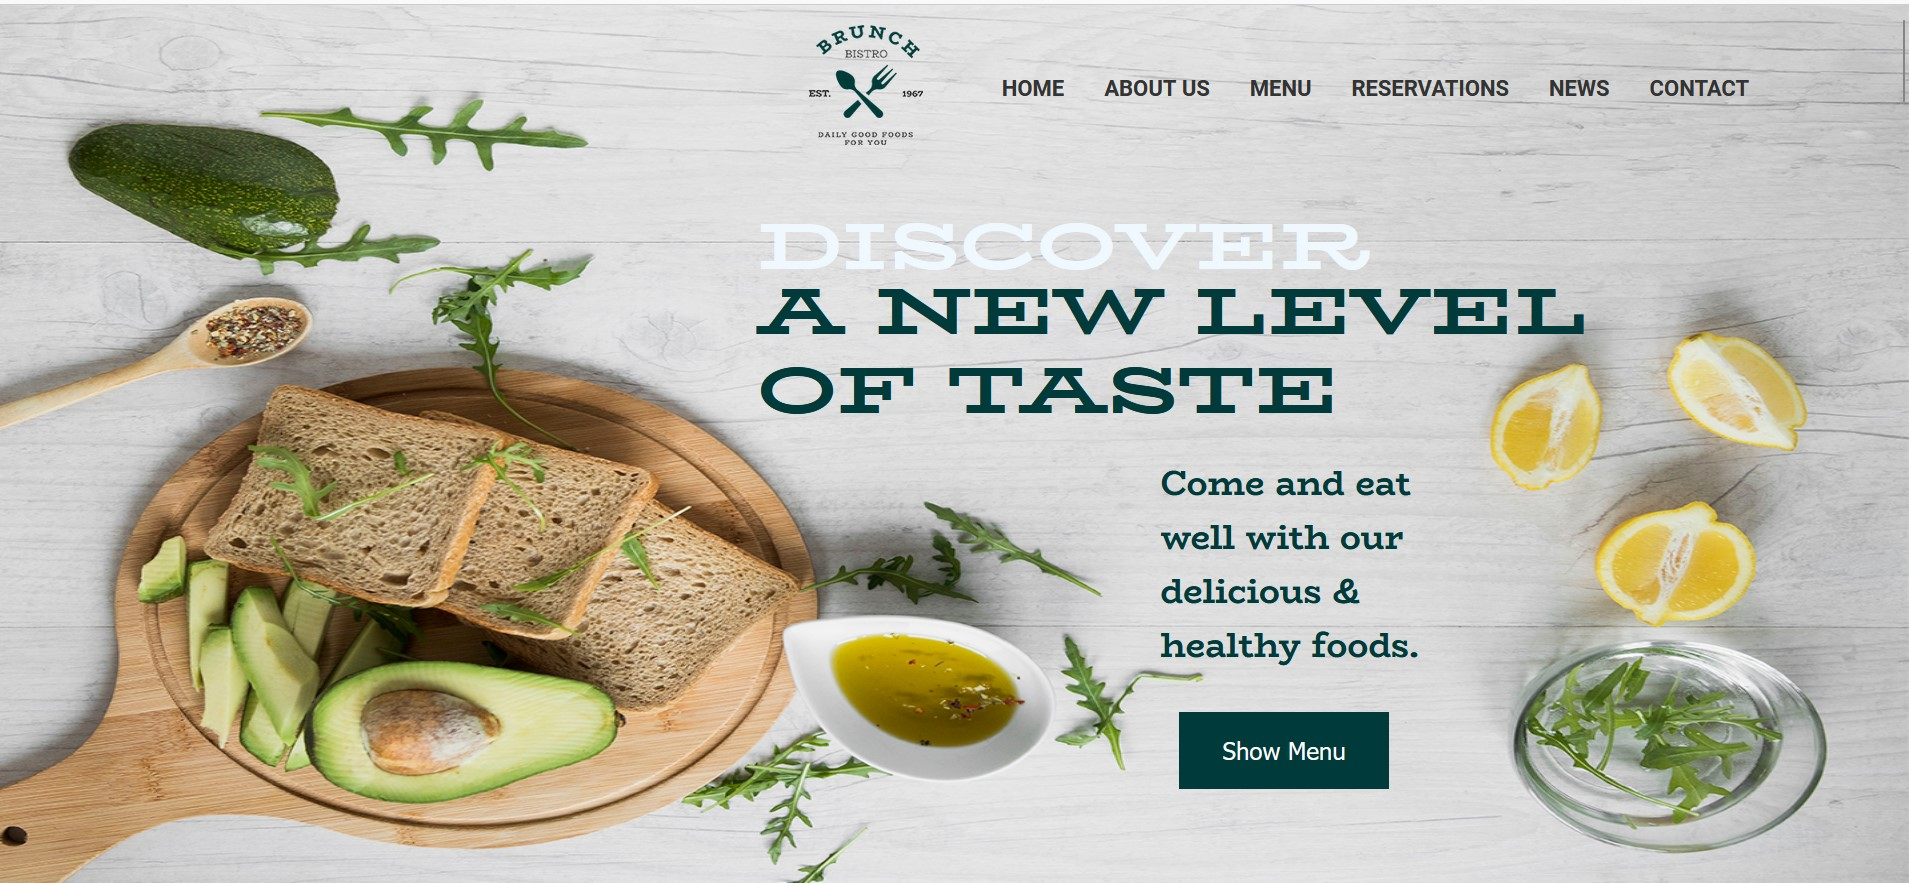 BRUNCH
BISTRO
EST. 1967
DAILY GOOD FOODS
FOR YOU
HOME ABOUT US MENU RESERVATIONS NEWS CONTACT
DISCOVER
A NEW LEVEL
OF TASTE
Come and eat
well with our
delicious &
healthy foods.
Show Menu